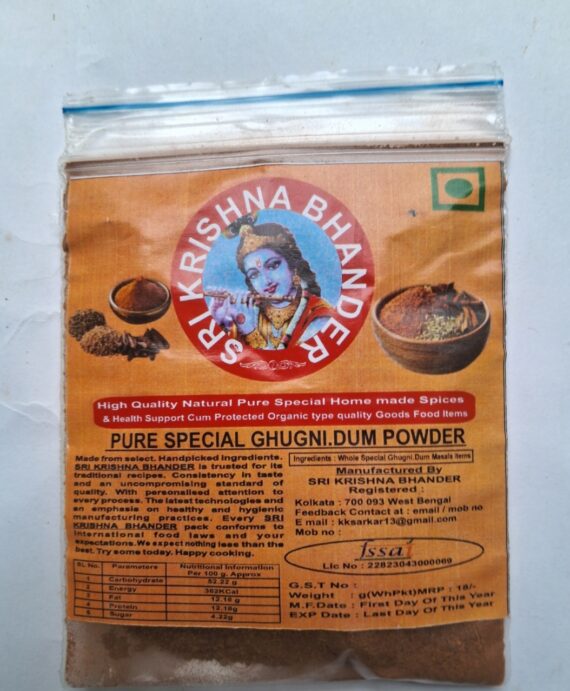 SRI KRISHNA BHANDER
High Quality Natural Pure Special Home made Spices
& Health Support Cum Protected Organic type quality Goods Food Items
PURE SPECIAL GHUGNI.DUM POWDER
Made from select. Handpicked Ingredients.
SRI KRISHNA BHANDER is trusted for its
traditional recipes. Consistency in taste
and an uncompromising standard of
quality. With personalised attention to
every process. The latest technologies and
an emphasis on healthy and hygienic
manufacturing practices. Every SRI
KRISHNA BHANDER pack conforms to
international food laws and your
expectations. We expect nothing less than the
best. Try some today. Happy cooking.
SL No. Parameters Nutritional Information
Per 100 g. Approx
1 Carbohydrate 52.22 g
2 Energy 362KCal
3 Fat 12.16 g
4 Protein 12.18g
5 Sugar 4.22g
Ingredients : Whole Special Ghugni.Dum Masala items
Manufactured By
SRI KRISHNA BHANDER
Registered :
Kolkata : 700 093 West Bengal
Feedback Contact at : email / mob no
E mail : kksarkar13@gmail.com
Mob no :
fssai
Lic No : 22823043000069
G.S.T No :
Weight : g(WhPkt)MRP : 18/-
M.F.Date : First Day Of This Year
EXP Date : Last Day Of This Year